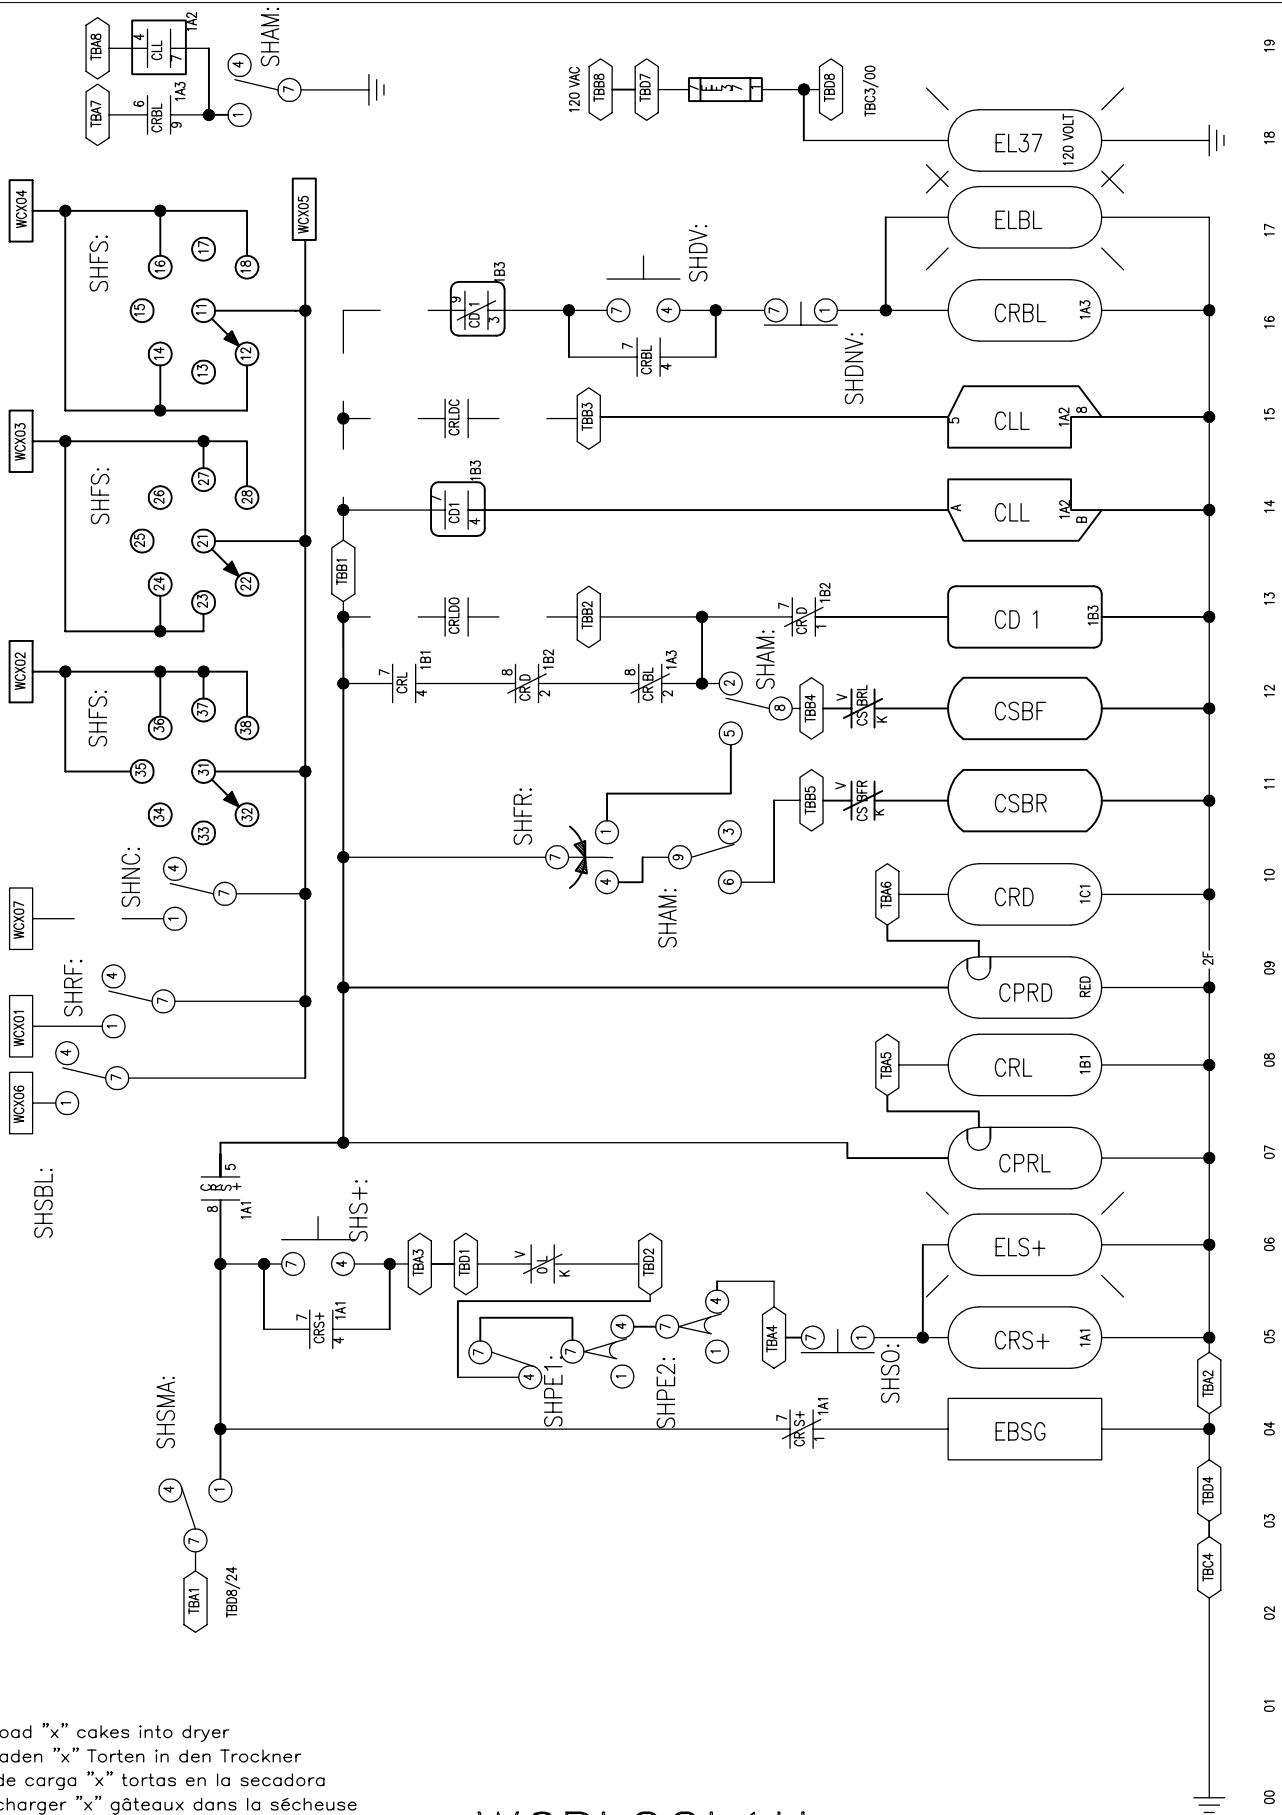 TBA8
4
CLL
7
1A2
SHAM:
TBA7
6
CRBL
9
1A3
1
4
7
19
120 VAC
TBB8
TBD7
TBD8
TBC3/00
EL37
120 VOLT
18
WCX04
SHFS:
15
14
13
16
17
18
11
12
WCX05
ELBL
17
9
CD 1
3
1B3
7
4
SHDV:
7
CRBL
4
7
1
SHDNV:
CRBL
1A3
16
WCX03
SHFS:
25
26
27
28
24
23
21
22
CRLDC
TBB3
5
CLL
1A2
8
15
7
CD1
4
1B3
A
CLL
1A2
B
14
TBB1
CRLDO
TBB2
7
CR D
1
1B2
CD 1
1B3
13
WCX02
SHFS:
36
37
38
35
34
33
31
32
7
CRL
4
1B1
8
CR D
2
1B2
8
CR BL
2
1A3
2
SHAM:
8
5
TBB4
V
CS BRL
K
CSBF
12
SHFR:
7
1
4
9
3
6
SHAM:
TBB5
V
CS BFR
K
CSBR
11
WCX07
SHNC:
4
1
7
TBA6
CRD
1C1
10
WCX01
SHRF:
4
1
7
CPRD
RED
2F
09
WCX06
4
1
7
SHSBL:
TBA5
CRL
1B1
08
CPRL
07
8
CRS+
5
1A1
SHS+:
7
4
TBA3
TBD1
V
OL
K
TBD2
ELS+
06
7
CRS+
4
1A1
7
4
SHPE1:
7
4
1
SHPE2:
7
4
1
TBA4
7
1
SHSO:
CRS+
1A1
TBA2
05
SHSMA:
4
1
7
7
CR S+
1
1A1
EBSG
04
TBD4
03
TBA1
TBD8/24
TBC4
02
01
oad "x" cakes into dryer
aden "x" Torten in den Trockner
de carga "x" tortas en la secadora
charger "x" gâteaux dans la sécheuse
00